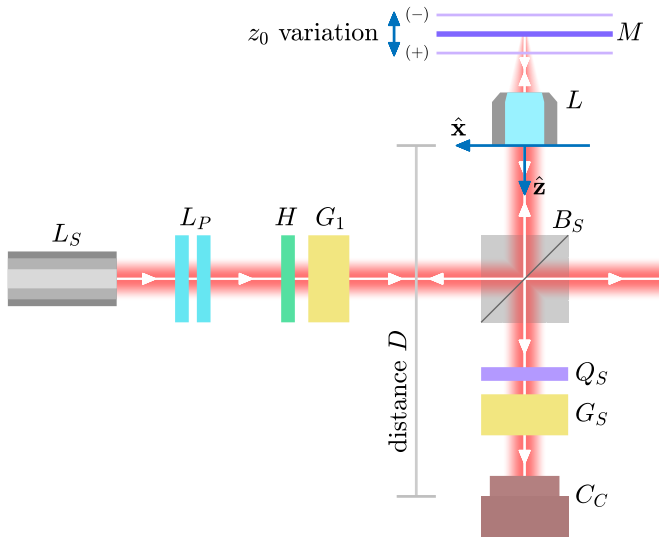 (−)
z₀ variation
M
(+)
L
x̂
ẑ
L_S
L_P
H
G₁
B_S
distance D
Q_S
G_S
C_C